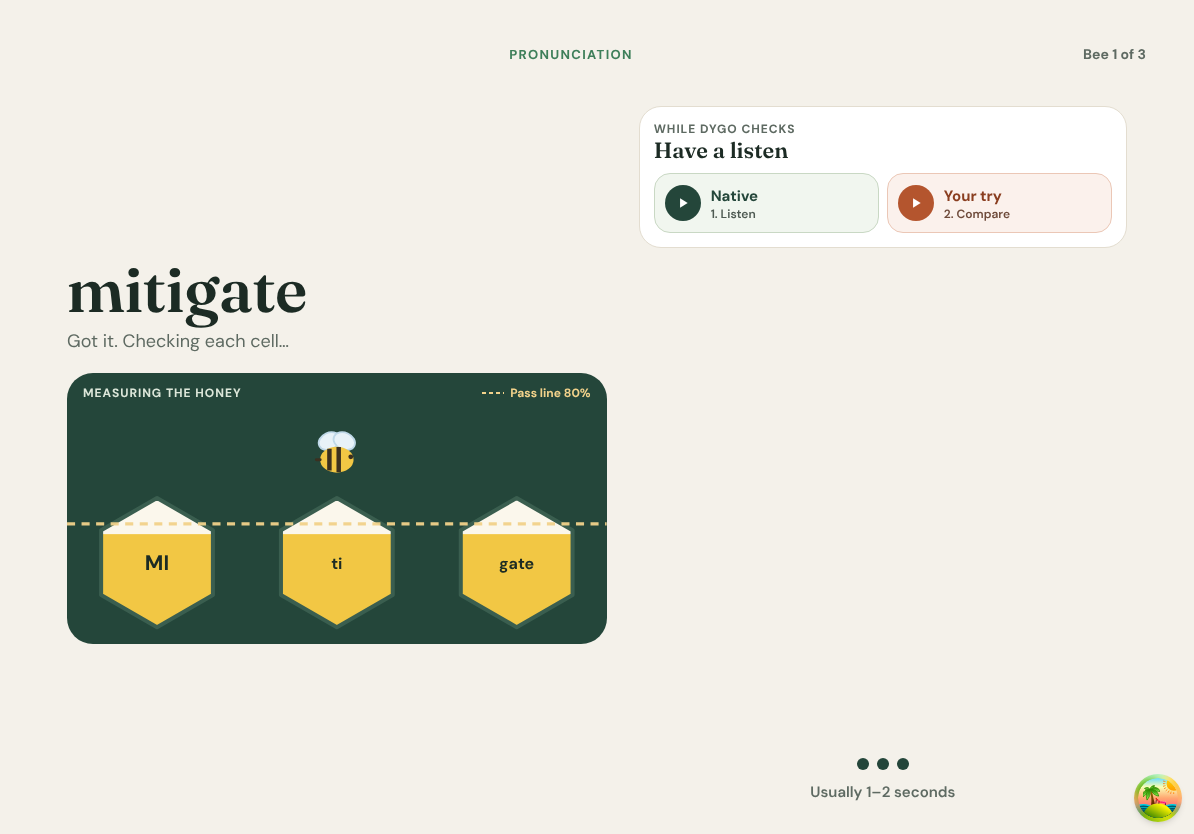 PRONUNCIATION
Bee 1 of 3
WHILE DYGO CHECKS
Have a listen
Native
1. Listen
Your try
2. Compare
mitigate
Got it. Checking each cell…
MEASURING THE HONEY
Pass line 80%
MI
ti
gate
Usually 1–2 seconds